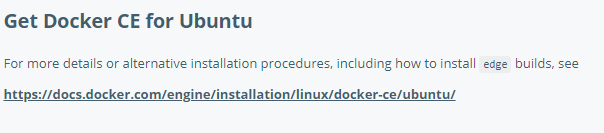 Get Docker CE for Ubuntu
For more details or alternative installation procedures, including how to install edge builds, see
https://docs.docker.com/engine/installation/linux/docker-ce/ubuntu/